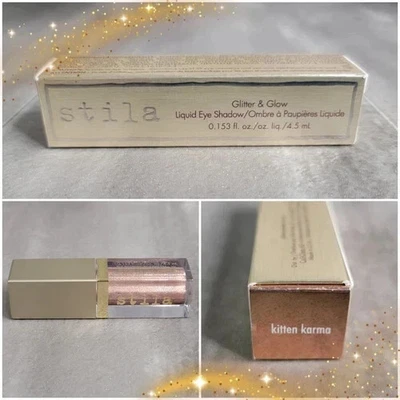 stila
Glitter & Glow
Liquid Eye Shadow/Ombre à Paupières Liquide
0.153 fl. oz./oz. liq./4.5 mL
stila
kitten karma